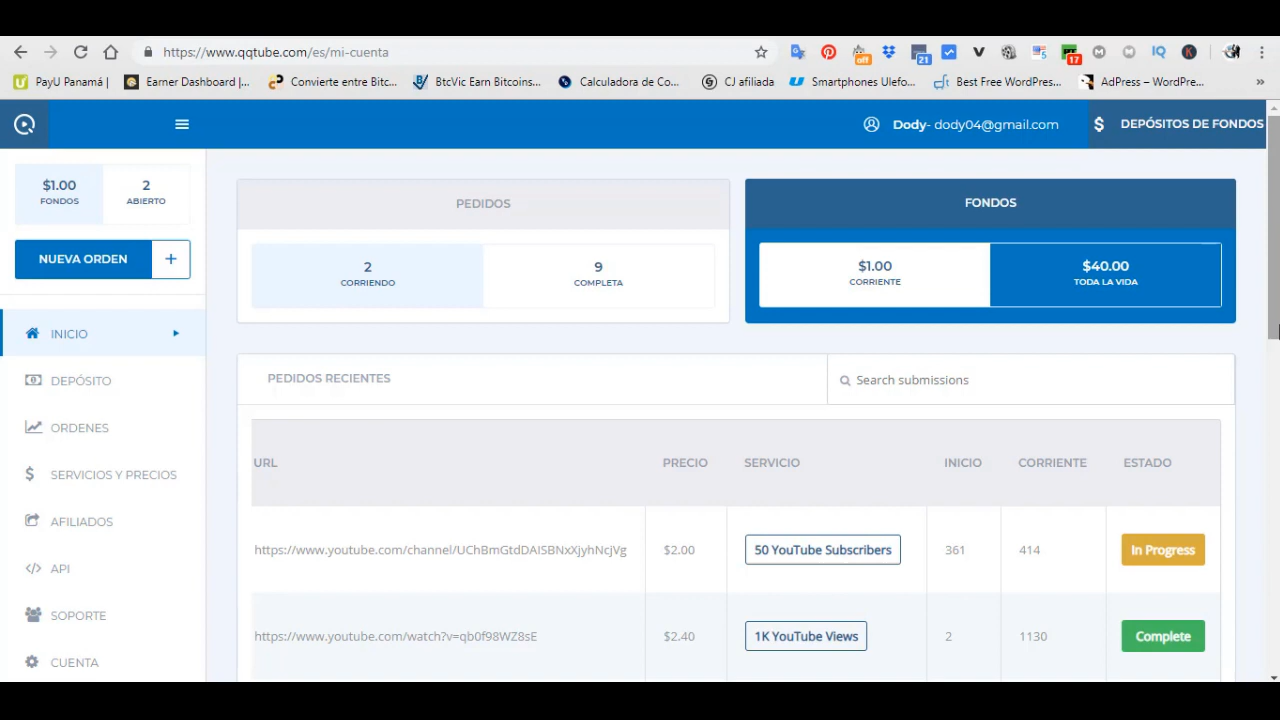 https://www.qqtube.com/es/mi-cuenta
off
21
5
17
M
IQ
K
PayU Panamá |
Earner Dashboard |...
Convierte entre Bitc...
BtcVic Earn Bitcoins...
Calculadora de Co...
CJ afiliada
Smartphones Ulefo...
Best Free WordPres...
AdPress – WordPre...
»
Dody- dody04@gmail.com
$ DEPÓSITOS DE FONDOS
$1.00
FONDOS
2
ABIERTO
NUEVA ORDEN +
INICIO
DEPÓSITO
ORDENES
$ SERVICIOS Y PRECIOS
AFILIADOS
</> API
SOPORTE
CUENTA
PEDIDOS
2
CORRIENDO
9
COMPLETA
FONDOS
$1.00
CORRIENTE
$40.00
TODA LA VIDA
PEDIDOS RECIENTES
Search submissions
URL PRECIO SERVICIO INICIO CORRIENTE ESTADO
https://www.youtube.com/channel/UChBmGtdDAISBNxXjyhNcjVg $2.00 50 YouTube Subscribers 361 414 In Progress
https://www.youtube.com/watch?v=qb0f98WZ8sE $2.40 1K YouTube Views 2 1130 Complete